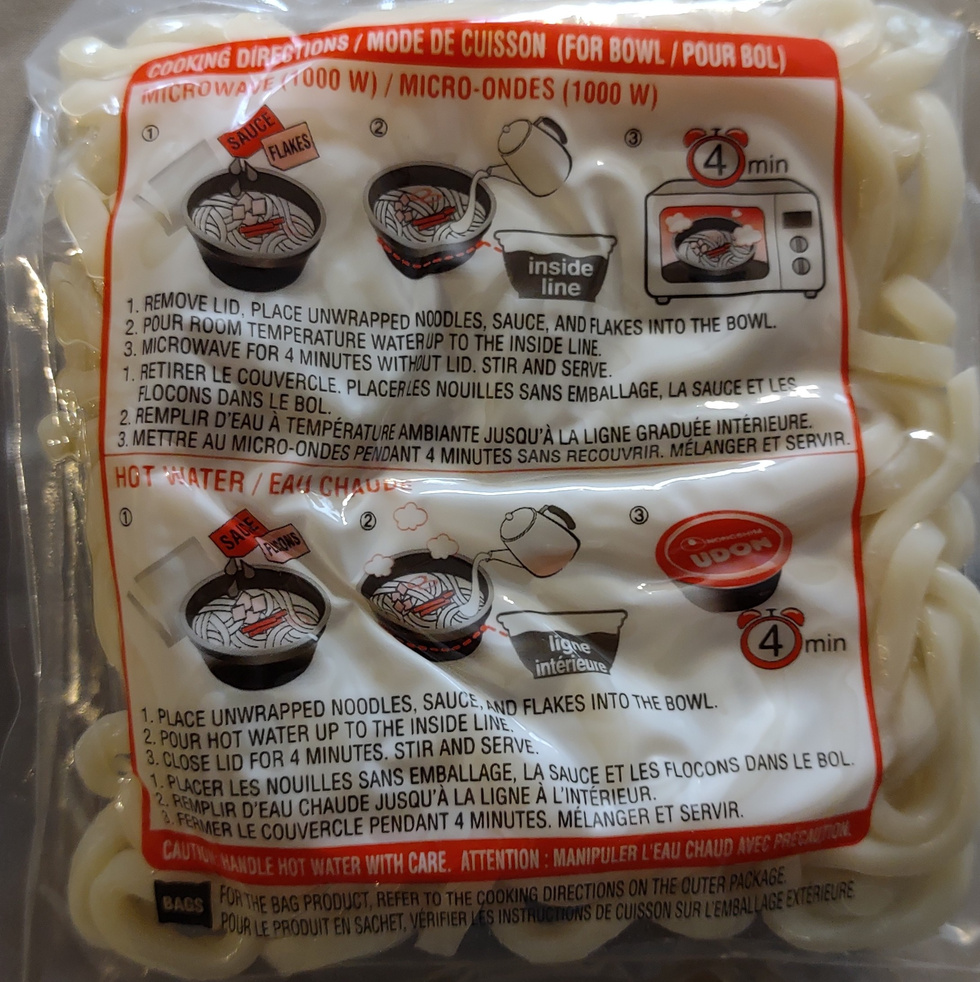 COOKING DIRECTIONS / MODE DE CUISSON (FOR BOWL / POUR BOL)
MICROWAVE (1000 W) / MICRO-ONDES (1000 W)
①
SAUCE
FLAKES
②
inside
line
③
4 min
1. REMOVE LID, PLACE UNWRAPPED NOODLES, SAUCE, AND FLAKES INTO THE BOWL.
2. POUR ROOM TEMPERATURE WATER UP TO THE INSIDE LINE.
3. MICROWAVE FOR 4 MINUTES WITHOUT LID. STIR AND SERVE.
1. RETIRER LE COUVERCLE. PLACER LES NOUILLES SANS EMBALLAGE, LA SAUCE ET LES
FLOCONS DANS LE BOL.
2. REMPLIR D'EAU À TEMPÉRATURE AMBIANTE JUSQU'À LA LIGNE GRADUÉE INTÉRIEURE.
3. METTRE AU MICRO-ONDES PENDANT 4 MINUTES SANS RECOUVRIR. MÉLANGER ET SERVIR.
HOT WATER / EAU CHAUDE
①
SAUCE
②
ligne
intérieure
③
NONGSHIM
UDON
4 min
1. PLACE UNWRAPPED NOODLES, SAUCE, AND FLAKES INTO THE BOWL.
2. POUR HOT WATER UP TO THE INSIDE LINE.
3. CLOSE LID FOR 4 MINUTES. STIR AND SERVE.
1. PLACER LES NOUILLES SANS EMBALLAGE, LA SAUCE ET LES FLOCONS DANS LE BOL.
2. REMPLIR D'EAU CHAUDE JUSQU'À LA LIGNE À L'INTÉRIEUR.
3. FERMER LE COUVERCLE PENDANT 4 MINUTES. MÉLANGER ET SERVIR.
CAUTION: HANDLE HOT WATER WITH CARE. ATTENTION : MANIPULER L'EAU CHAUD AVEC PRÉCAUTION.
BAGS
FOR THE BAG PRODUCT, REFER TO THE COOKING DIRECTIONS ON THE OUTER PACKAGE.
POUR LE PRODUIT EN SACHET, VÉRIFIER LES INSTRUCTIONS DE CUISSON SUR L'EMBALLAGE EXTÉRIEURE